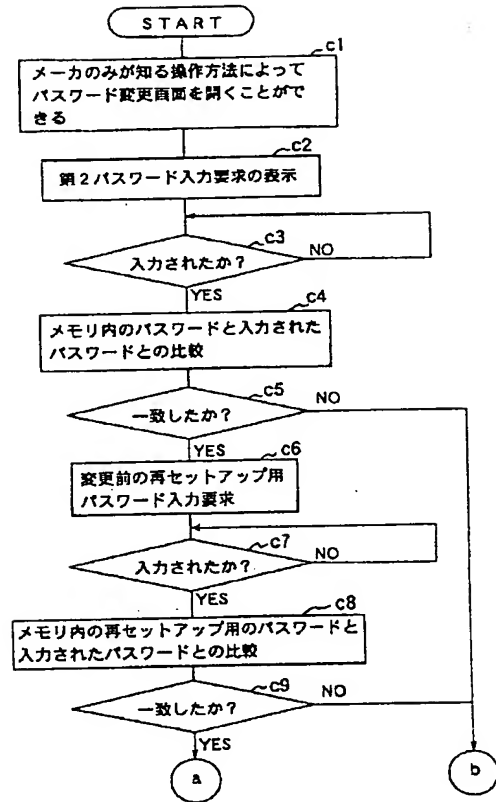 START
c1
メーカのみが知る操作方法によって
パスワード変更画面を開くことがで
きる
c2
第2パスワード入力要求の表示
c3
入力されたか?
NO
YES
c4
メモリ内のパスワードと入力された
パスワードとの比較
c5
一致したか?
NO
YES
c6
変更前の再セットアップ用
パスワード入力要求
c7
入力されたか?
NO
YES
c8
メモリ内の再セットアップ用のパスワードと
入力されたパスワードとの比較
c9
一致したか?
NO
YES
a
b